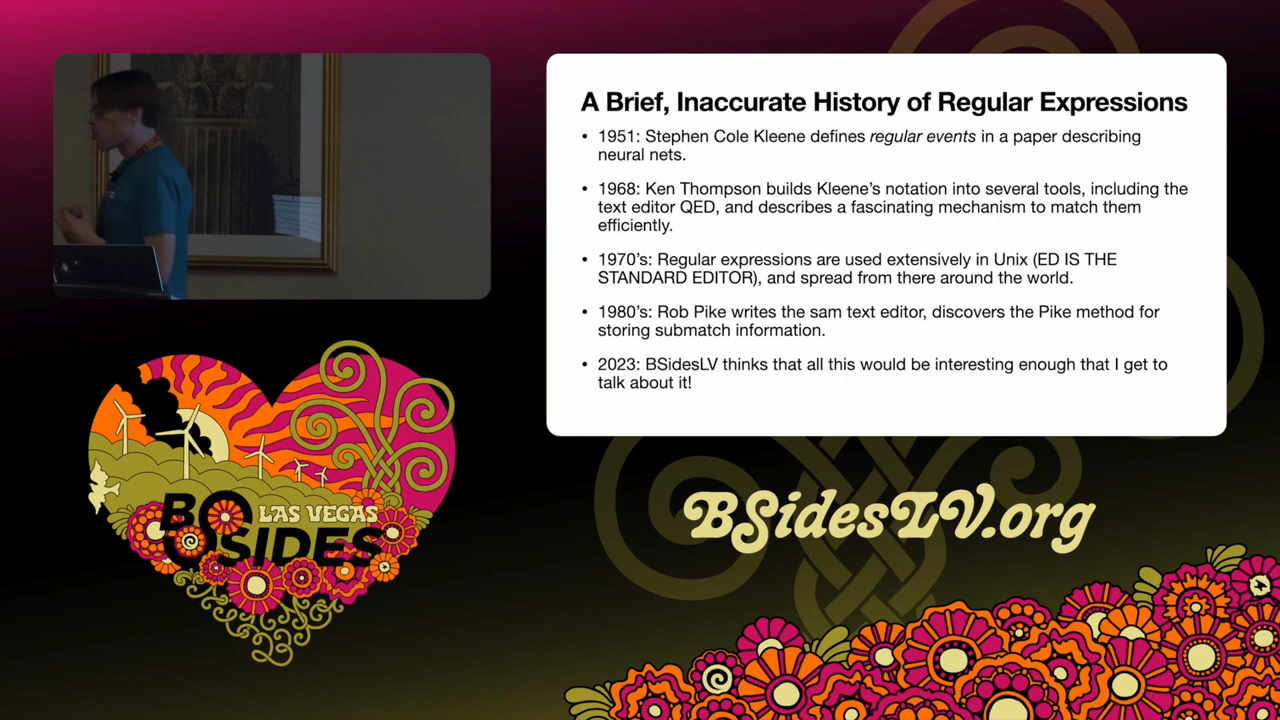 A Brief, Inaccurate History of Regular Expressions
• 1951: Stephen Cole Kleene defines regular events in a paper describing
neural nets.
• 1968: Ken Thompson builds Kleene's notation into several tools, including the
text editor QED, and describes a fascinating mechanism to match them
efficiently.
• 1970's: Regular expressions are used extensively in Unix (ED IS THE
STANDARD EDITOR), and spread from there around the world.
• 1980's: Rob Pike writes the sam text editor, discovers the Pike method for
storing submatch information.
• 2023: BSidesLV thinks that all this would be interesting enough that I get to
talk about it!
LAS VEGAS
BSIDES
23
BSidesLV.org